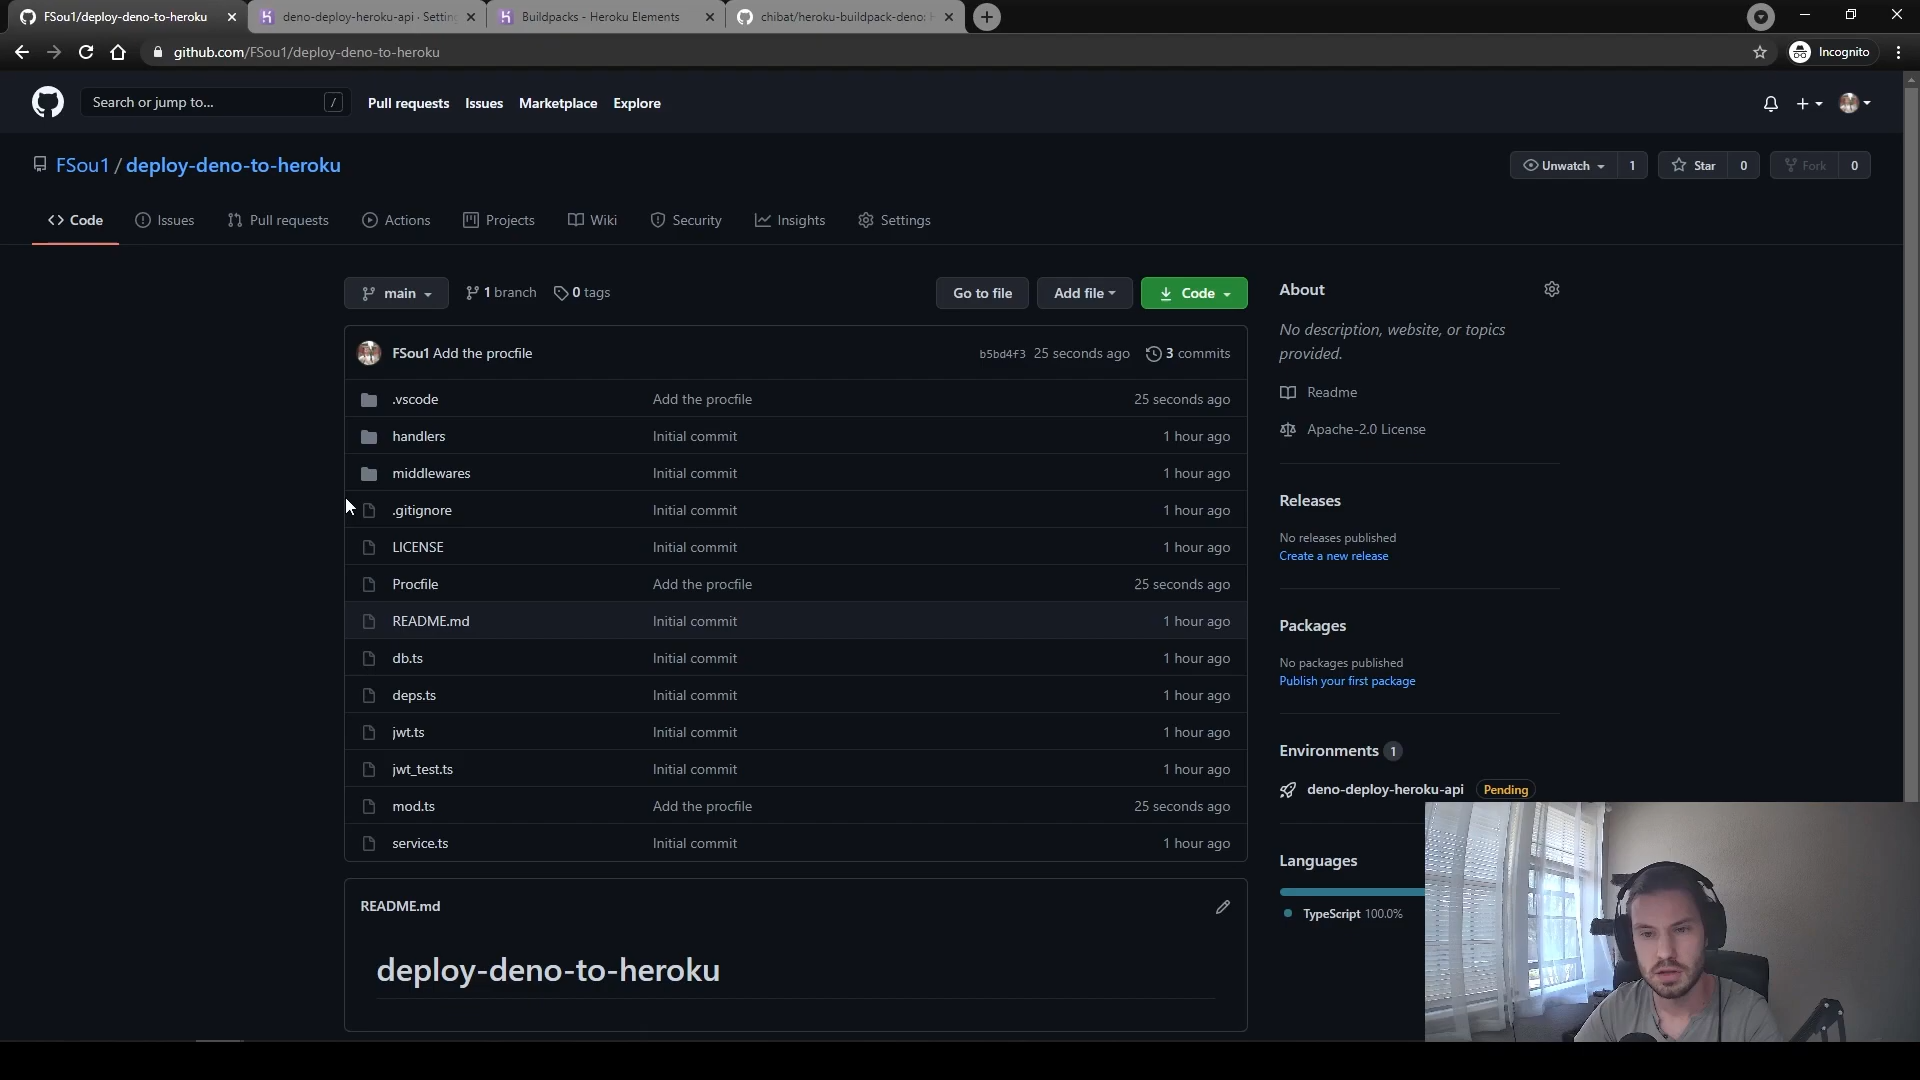 FSou1/deploy-deno-to-heroku
deno-deploy-heroku-api · Settin
Buildpacks - Heroku Elements
chibat/heroku-buildpack-deno: H
github.com/FSou1/deploy-deno-to-heroku
Incognito
Search or jump to...
/
Pull requests
Issues
Marketplace
Explore
FSou1 / deploy-deno-to-heroku
Unwatch 1
Star 0
Fork 0
Code
Issues
Pull requests
Actions
Projects
Wiki
Security
Insights
Settings
main
1 branch
0 tags
Go to file
Add file
Code
FSou1 Add the procfile b5bd4f3 25 seconds ago 3 commits
.vscode Add the procfile 25 seconds ago
handlers Initial commit 1 hour ago
middlewares Initial commit 1 hour ago
.gitignore Initial commit 1 hour ago
LICENSE Initial commit 1 hour ago
Procfile Add the procfile 25 seconds ago
README.md Initial commit 1 hour ago
db.ts Initial commit 1 hour ago
deps.ts Initial commit 1 hour ago
jwt.ts Initial commit 1 hour ago
jwt_test.ts Initial commit 1 hour ago
mod.ts Add the procfile 25 seconds ago
service.ts Initial commit 1 hour ago
README.md
deploy-deno-to-heroku
About
No description, website, or topics
provided.
Readme
Apache-2.0 License
Releases
No releases published
Create a new release
Packages
No packages published
Publish your first package
Environments 1
deno-deploy-heroku-api Pending
Languages
TypeScript 100.0%